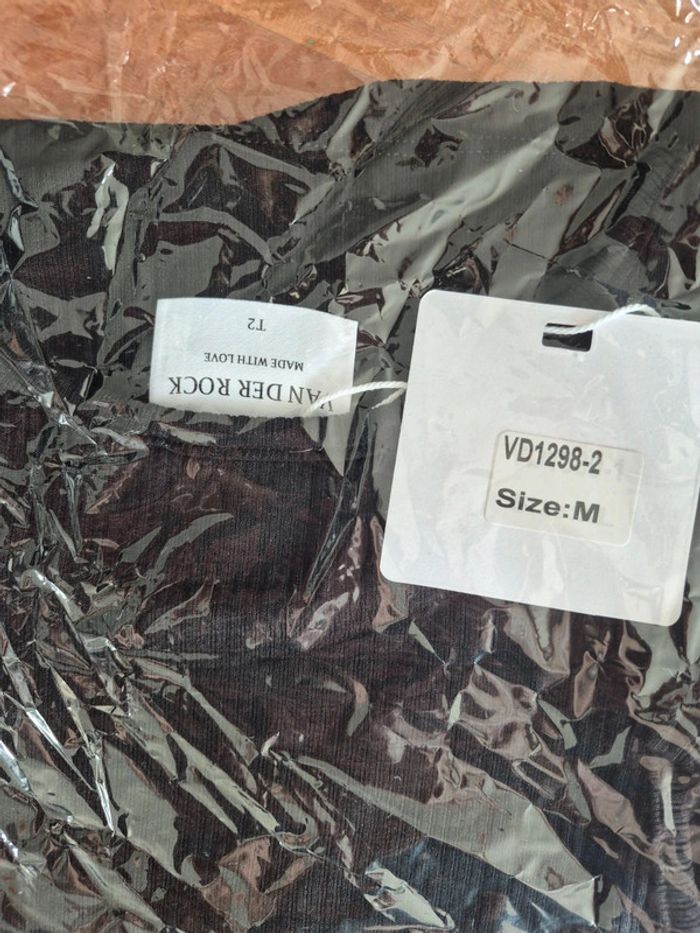 VAN DER ROCK
MADE WITH LOVE
T2
VD1298-2
Size:M